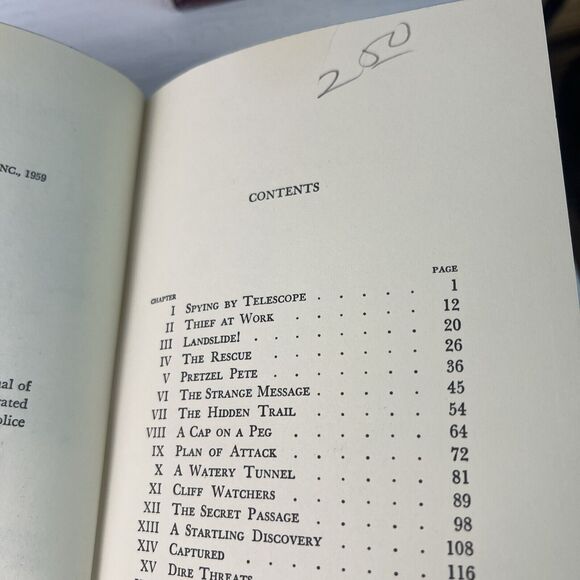 NC., 1959
al of
ated
olice
250
CONTENTS
CHAPTER PAGE
I SPYING BY TELESCOPE . . . . . 1
II THIEF AT WORK . . . . . . 12
III LANDSLIDE! . . . . . . 20
IV THE RESCUE . . . . . . 26
V PRETZEL PETE . . . . . . 36
VI THE STRANGE MESSAGE . . . . . 45
VII THE HIDDEN TRAIL . . . . . 54
VIII A CAP ON A PEG . . . . . 64
IX PLAN OF ATTACK . . . . . 72
X A WATERY TUNNEL . . . . . 81
XI CLIFF WATCHERS . . . . . 89
XII THE SECRET PASSAGE . . . . . 98
XIII A STARTLING DISCOVERY . . . . 108
XIV CAPTURED . . . . . .
XV DIRE THREATS . . . . . 116